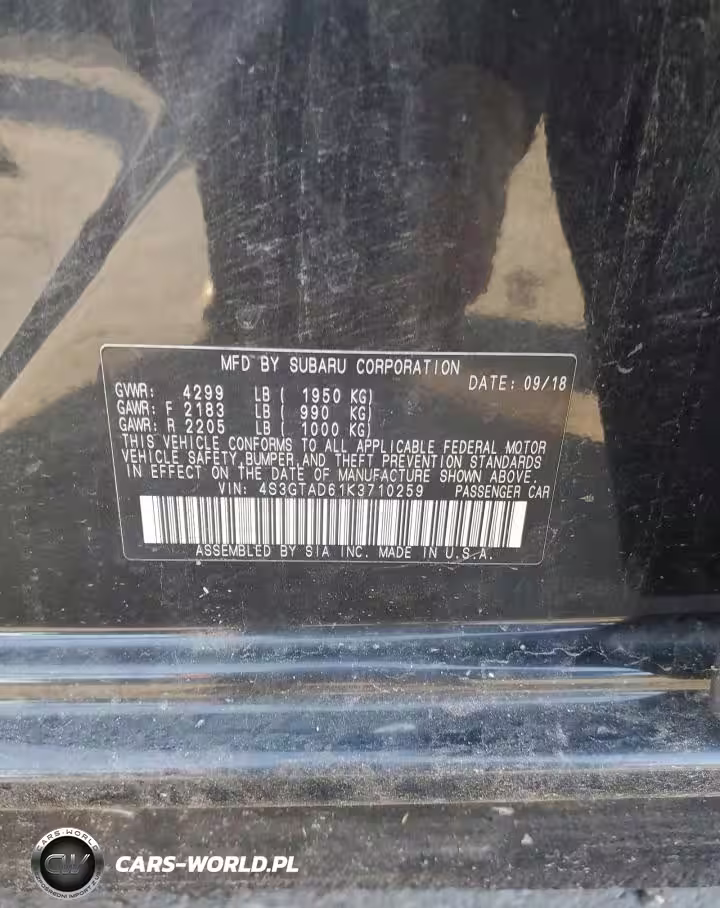 MFD BY SUBARU CORPORATION
DATE: 09/18
GVWR: 4299 LB ( 1950 KG)
GAWR: F 2183 LB ( 990 KG)
GAWR: R 2205 LB ( 1000 KG)
THIS VEHICLE CONFORMS TO ALL APPLICABLE FEDERAL MOTOR
VEHICLE SAFETY, BUMPER, AND THEFT PREVENTION STANDARDS
IN EFFECT ON THE DATE OF MANUFACTURE SHOWN ABOVE.
VIN: 4S3GTAD61K3710259 PASSENGER CAR
ASSEMBLED BY SIA INC. MADE IN U.S.A.
CARS-WORLD
CW
CARS-WORLD.PL